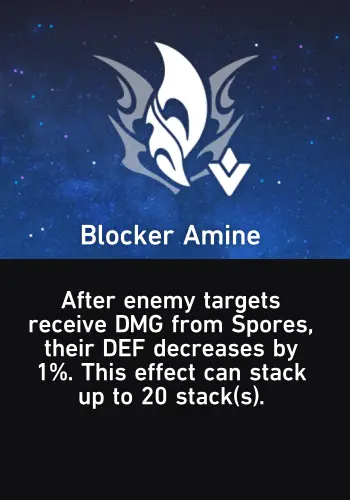 Blocker Amine
After enemy targets
receive DMG from Spores,
their DEF decreases by
1%. This effect can stack
up to 20 stack(s).